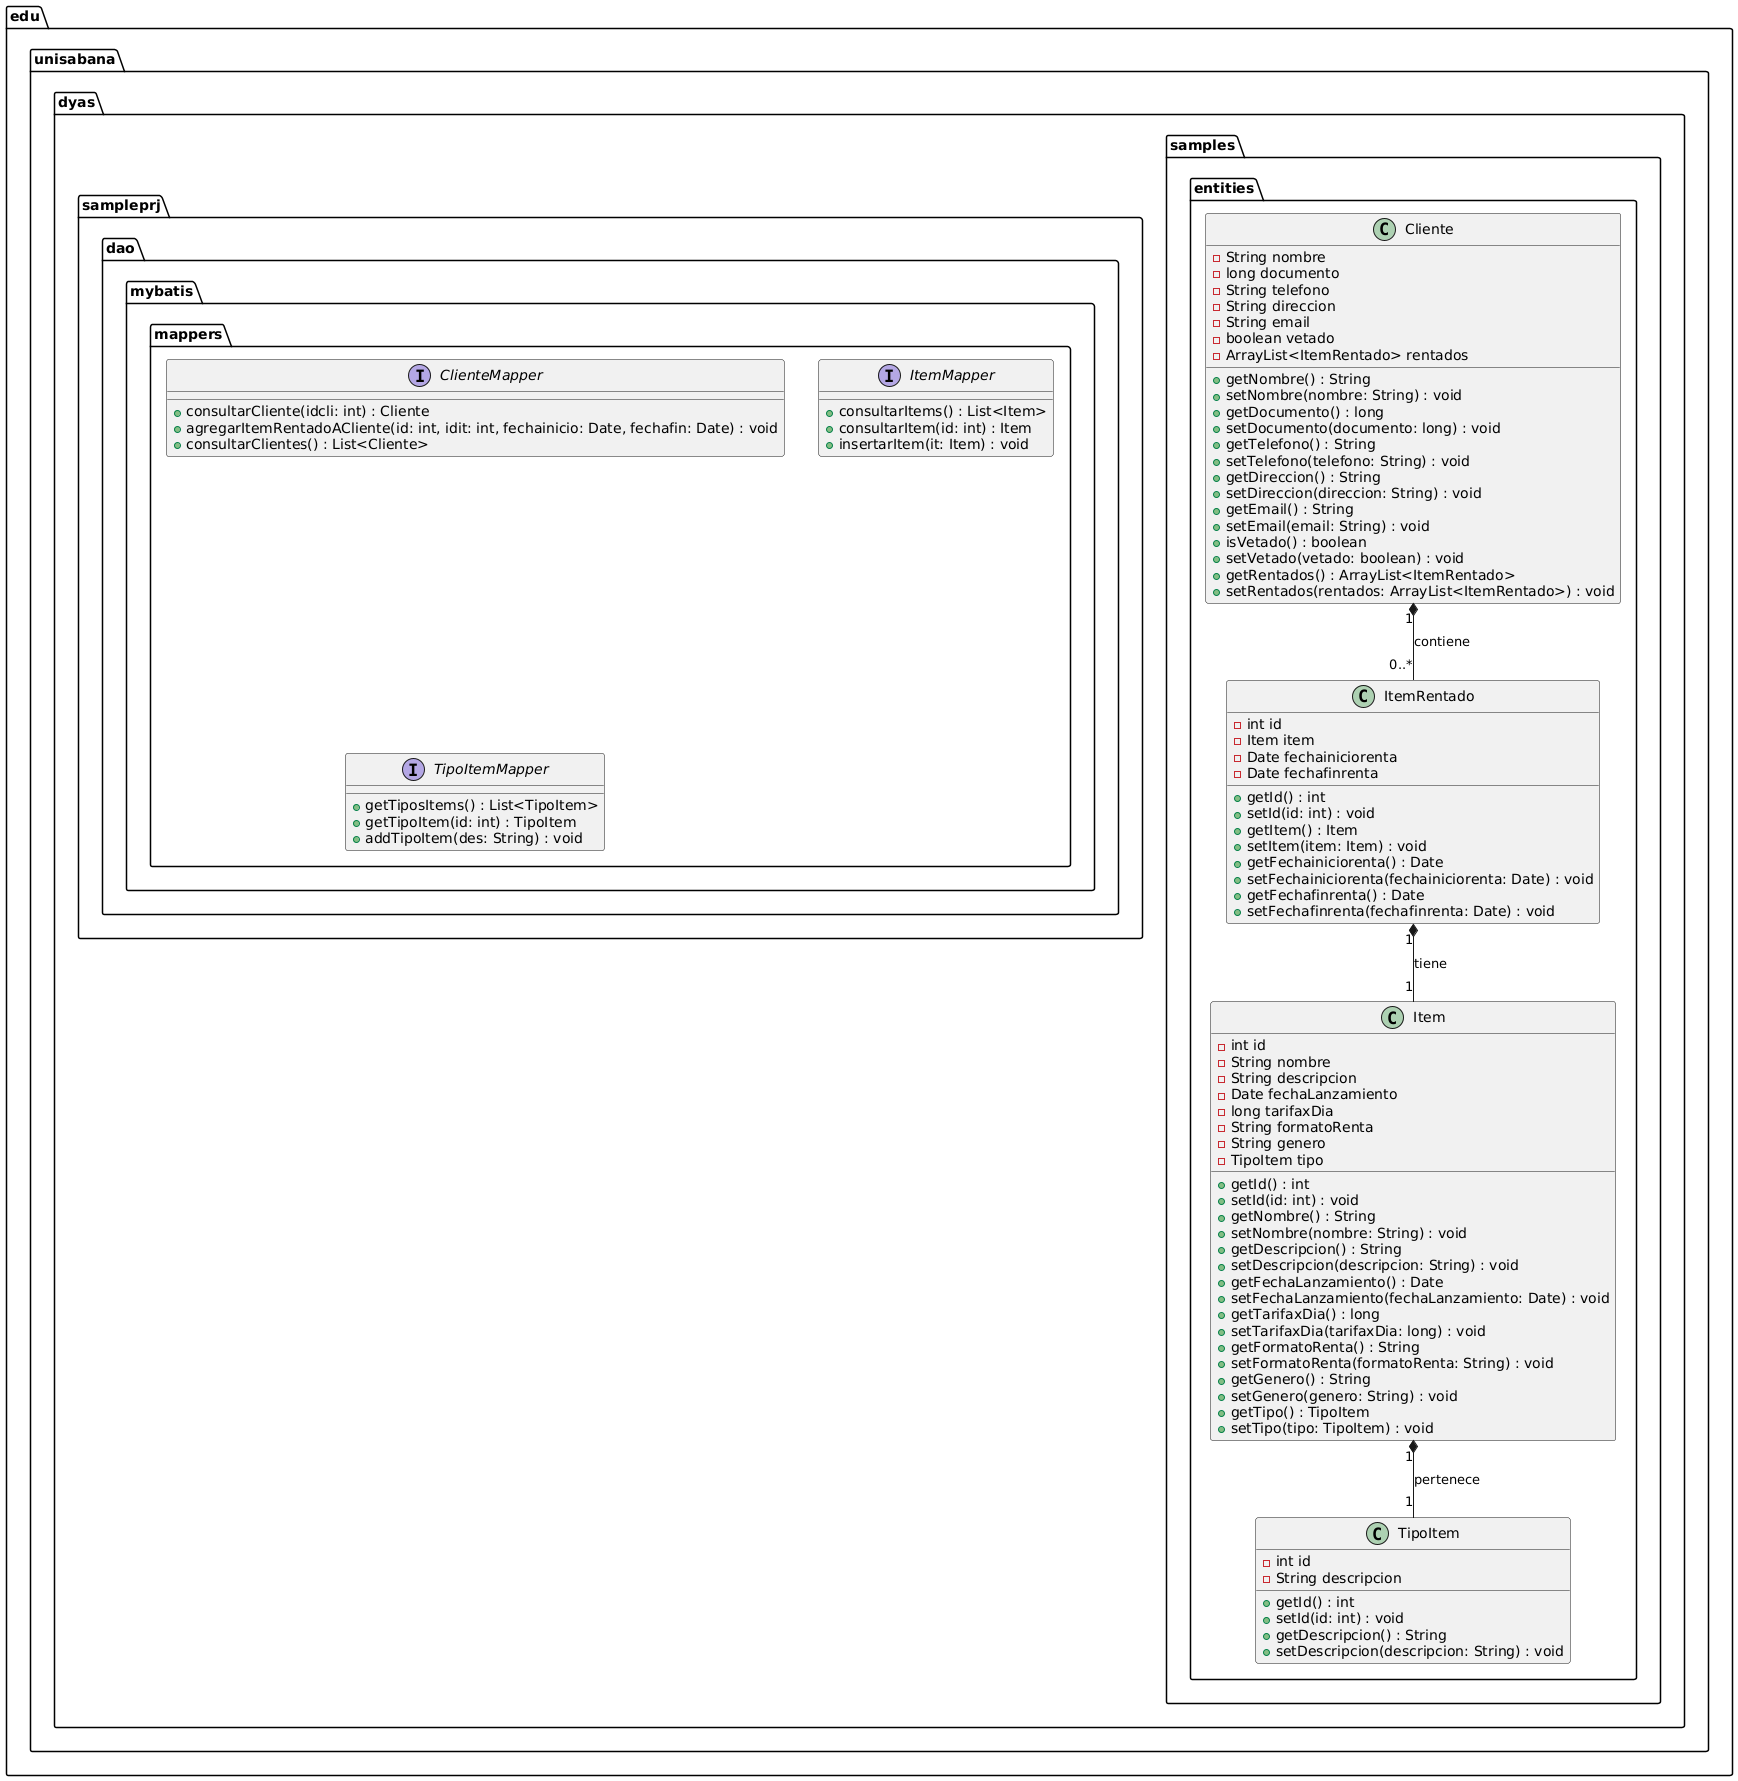 edu
unisabana
dyas
sampleprj
dao
mybatis
mappers
ClienteMapper
consultarCliente(idcli: int) : Cliente
agregarItemRentadoACliente(id: int, idit: int, fechainicio: Date, fechafin: Date) : void
consultarClientes() : List<Cliente>
ItemMapper
consultarItems() : List<Item>
consultarItem(id: int) : Item
insertarItem(it: Item) : void
TipoItemMapper
getTiposItems() : List<TipoItem>
getTipoItem(id: int) : TipoItem
addTipoItem(des: String) : void
samples
entities
C Cliente
String nombre
long documento
String telefono
String direccion
String email
boolean vetado
ArrayList<ItemRentado> rentados
getNombre() : String
setNombre(nombre: String) : void
getDocumento() : long
setDocumento(documento: long) : void
getTelefono() : String
setTelefono(telefono: String) : void
getDireccion() : String
setDireccion(direccion: String) : void
getEmail() : String
setEmail(email: String) : void
isVetado() : boolean
setVetado(vetado: boolean) : void
getRentados() : ArrayList<ItemRentado>
setRentados(rentados: ArrayList<ItemRentado>) : void
1
contiene
0..*
C ItemRentado
int id
Item item
Date fechainiciorenta
Date fechafinrenta
getId() : int
setId(id: int) : void
getItem() : Item
setItem(item: Item) : void
getFechainiciorenta() : Date
setFechainiciorenta(fechainiciorenta: Date) : void
getFechafinrenta() : Date
setFechafinrenta(fechafinrenta: Date) : void
1
tiene
1
C Item
int id
String nombre
String descripcion
Date fechaLanzamiento
long tarifaxDia
String formatoRenta
String genero
TipoItem tipo
getId() : int
setId(id: int) : void
getNombre() : String
setNombre(nombre: String) : void
getDescripcion() : String
setDescripcion(descripcion: String) : void
getFechaLanzamiento() : Date
setFechaLanzamiento(fechaLanzamiento: Date) : void
getTarifaxDia() : long
setTarifaxDia(tarifaxDia: long) : void
getFormatoRenta() : String
setFormatoRenta(formatoRenta: String) : void
getGenero() : String
setGenero(genero: String) : void
getTipo() : TipoItem
setTipo(tipo: TipoItem) : void
1
pertenece
1
C TipoItem
int id
String descripcion
getId() : int
setId(id: int) : void
getDescripcion() : String
setDescripcion(descripcion: String) : void